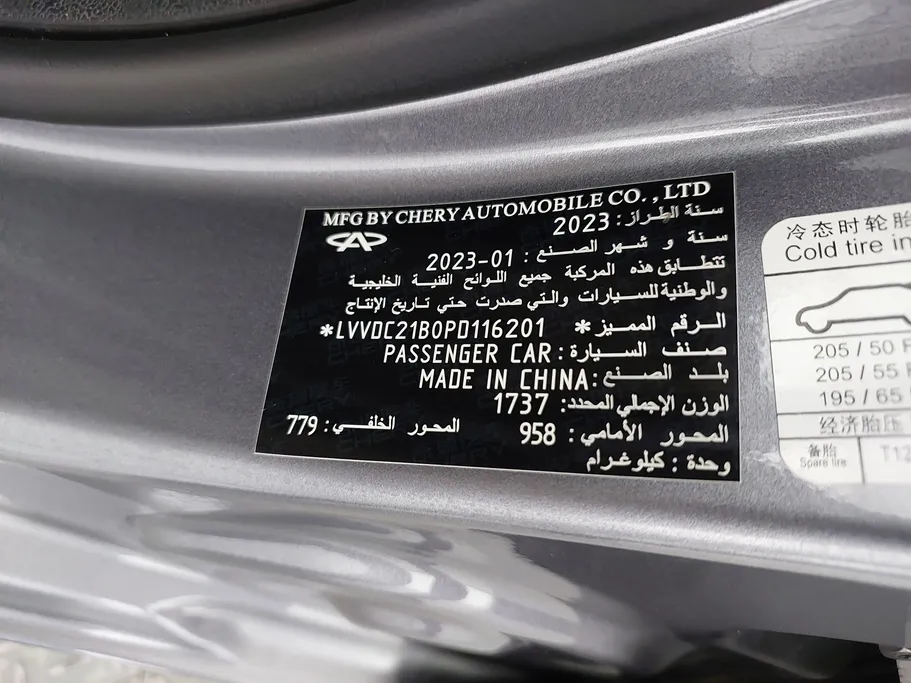 MFG BY CHERY AUTOMOBILE CO. , LTD
سنة الطراز: 2023
سنة و شهر الصنع : 2023-01
تتطابق هذه المركبة جميع اللوائح الفنية الخليجية
والوطنية للسيارات والتي صدرت حتي تاريخ الإنتاج
الرقم المميز* LVVDC21B0PD116201*
صنف السيارة: PASSENGER CAR
بلد الصنع: MADE IN CHINA
الوزن الإجمالي المحدد: 1737
المحور الأمامي: 958 المحور الخلفي: 779
وحدة : كيلوغرام
冷态时轮胎
Cold tire in
205 / 50 R
205 / 55
195 / 65
经济胎压
备胎
Spare tire
T12